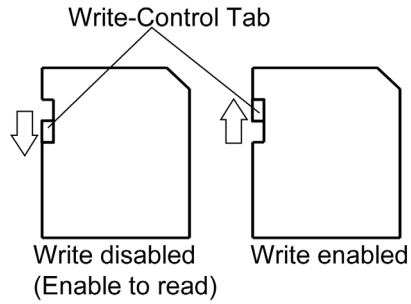 Write-Control Tab
Write disabled
(Enable to read)
Write enabled